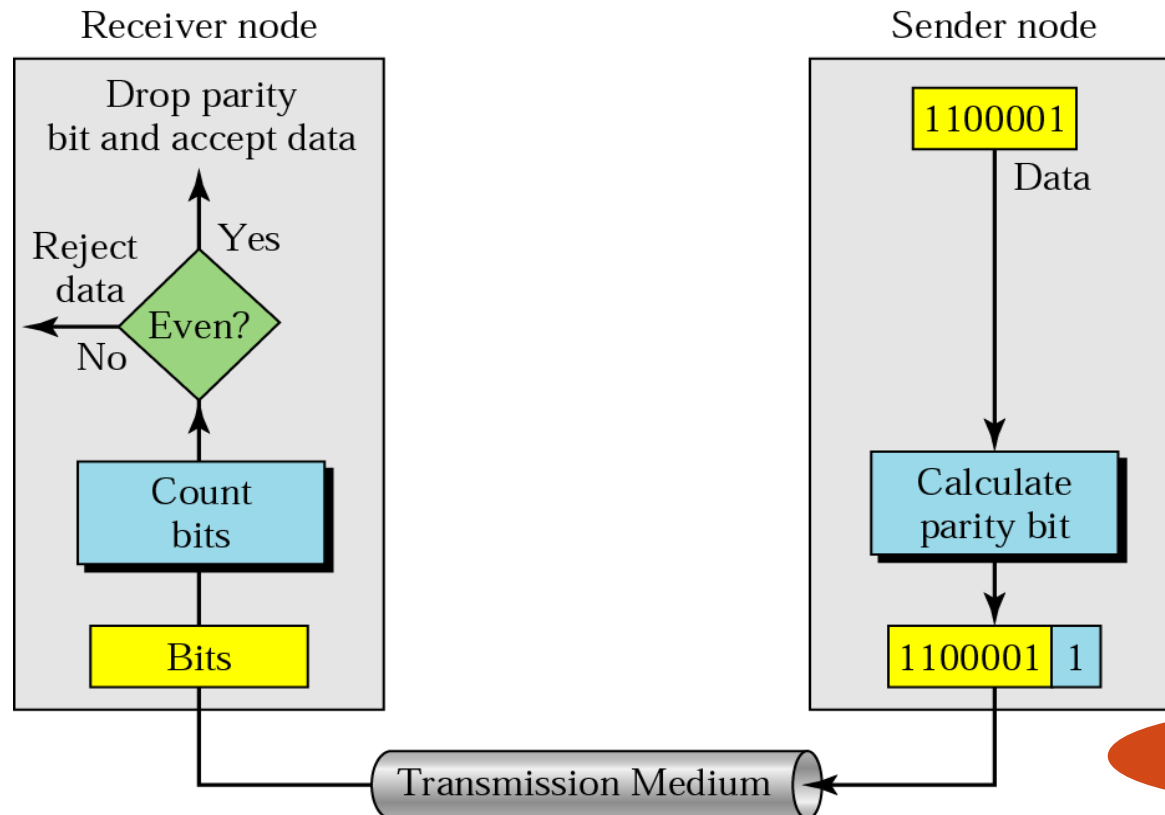 Receiver node
Drop parity
bit and accept data
Yes
Reject
data
Even?
No
Count
bits
Bits
Transmission Medium
Sender node
1100001
Data
Calculate
parity bit
1100001 1